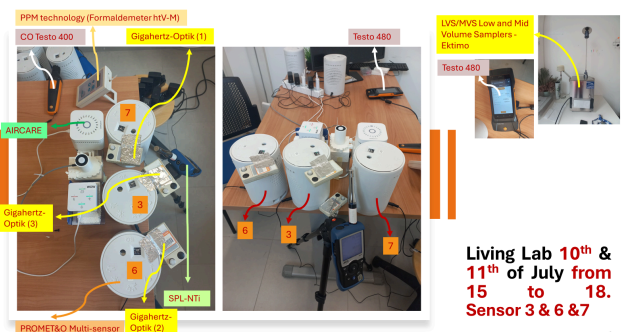 PPM technology (Formaldemeter htV-M)
CO Testo 400
Gigahertz-Optik (1)
Testo 480
LVS/MVS Low and Mid
Volume Samplers -
Ektimo
Testo 480
7
AIRCARE
3
Gigahertz-
Optik (3)
6
6
3
7
SPL-NTi
PROMET&O Multi-sensor
Gigahertz-
Optik (2)
Living Lab 10th &
11th of July from
15 to 18.
Sensor 3 & 6 &7